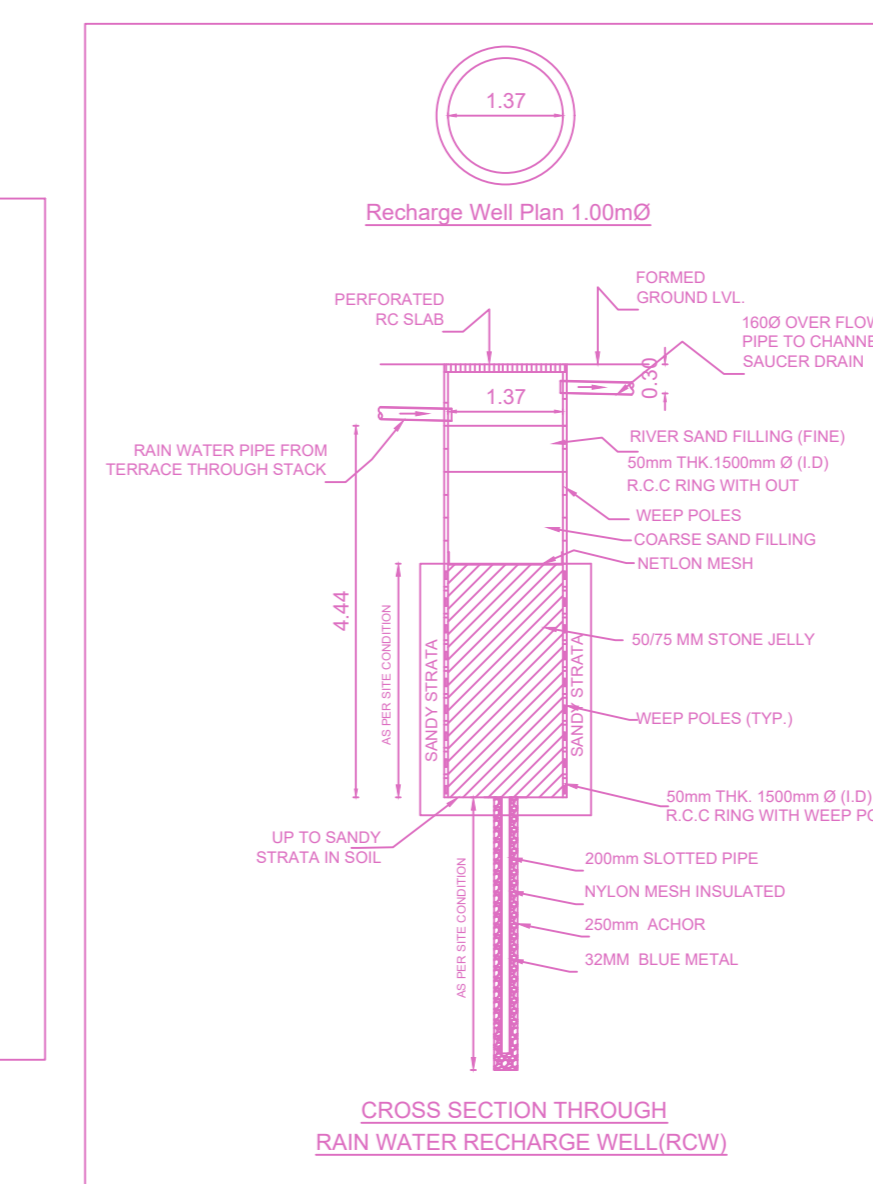 1.37
Recharge Well Plan 1.00mØ
PERFORATED
RC SLAB
FORMED
GROUND LVL.
160Ø OVER FLOW
PIPE TO CHANNE
SAUCER DRAIN
0.30
1.37
RAIN WATER PIPE FROM
TERRACE THROUGH STACK
RIVER SAND FILLING (FINE)
50mm THK.1500mm Ø (I.D)
R.C.C RING WITH OUT
WEEP POLES
COARSE SAND FILLING
NETLON MESH
4.44
AS PER SITE CONDITION
SANDY STRATA
SANDY STRATA
50/75 MM STONE JELLY
WEEP POLES (TYP.)
50mm THK. 1500mm Ø (I.D)
R.C.C RING WITH WEEP PO
UP TO SANDY
STRATA IN SOIL
AS PER SITE CONDITION
200mm SLOTTED PIPE
NYLON MESH INSULATED
250mm ACHOR
32MM BLUE METAL
CROSS SECTION THROUGH
RAIN WATER RECHARGE WELL(RCW)